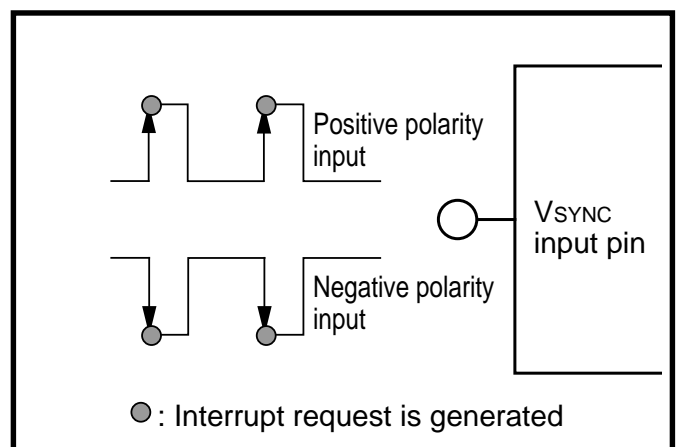 Positive polarity
input
VSYNC
input pin
Negative polarity
input
: Interrupt request is generated